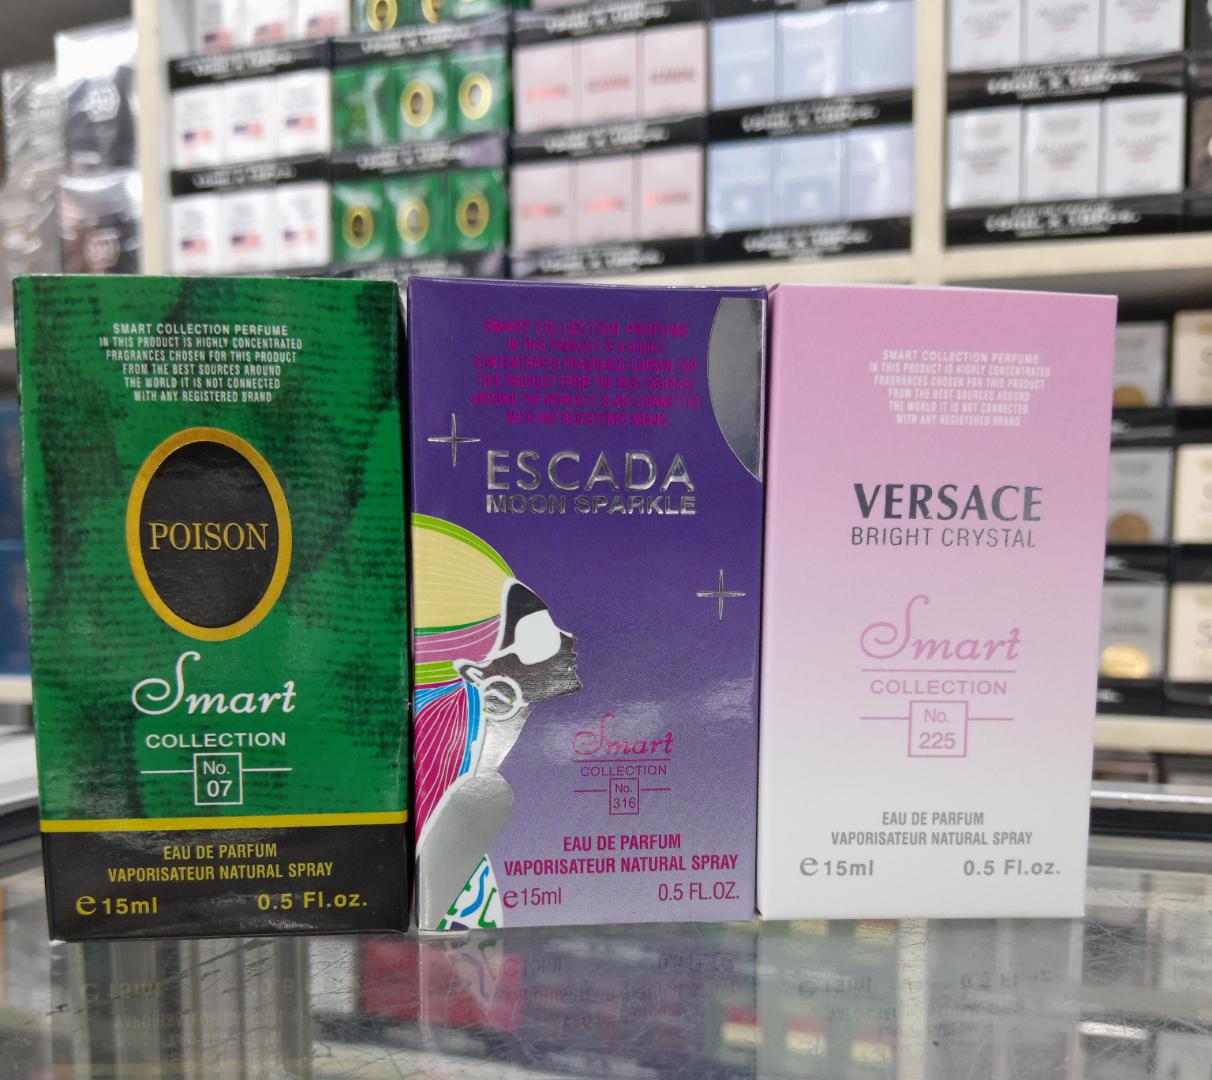 SMART COLLECTION PERFUME
IN THIS PRODUCT IS HIGHLY CONCENTRATED
FRAGRANCES CHOSEN FOR THIS PRODUCT
FROM THE BEST SOURCES AROUND
THE WORLD IT IS NOT CONNECTED
WITH ANY REGISTERED BRAND
POISON
Smart
COLLECTION
No.
07
EAU DE PARFUM
VAPORISATEUR NATURAL SPRAY
e 15ml 0.5 Fl.oz.
SMART COLLECTION PERFUME
IN THIS PRODUCT IS A HIGHLY
CONCENTRATED FRAGRANCE CHOSEN FOR
THIS PRODUCT FROM THE BEST SOURCES
AROUND THE WORLD IT IS NOT CONNECTED
WITH ANY REGISTERED BRAND
ESCADA
MOON SPARKLE
Smart
COLLECTION
No.
316
EAU DE PARFUM
VAPORISATEUR NATURAL SPRAY
e15ml 0.5 FL.OZ.
SMART COLLECTION PERFUME
IN THIS PRODUCT IS HIGHLY CONCENTRATED
FRAGRANCES CHOSEN FOR THIS PRODUCT
FROM THE BEST SOURCES AROUND
THE WORLD IT IS NOT CONNECTED
WITH ANY REGISTERED BRAND
VERSACE
BRIGHT CRYSTAL
Smart
COLLECTION
No.
225
EAU DE PARFUM
VAPORISATEUR NATURAL SPRAY
e 15ml 0.5 Fl.oz.